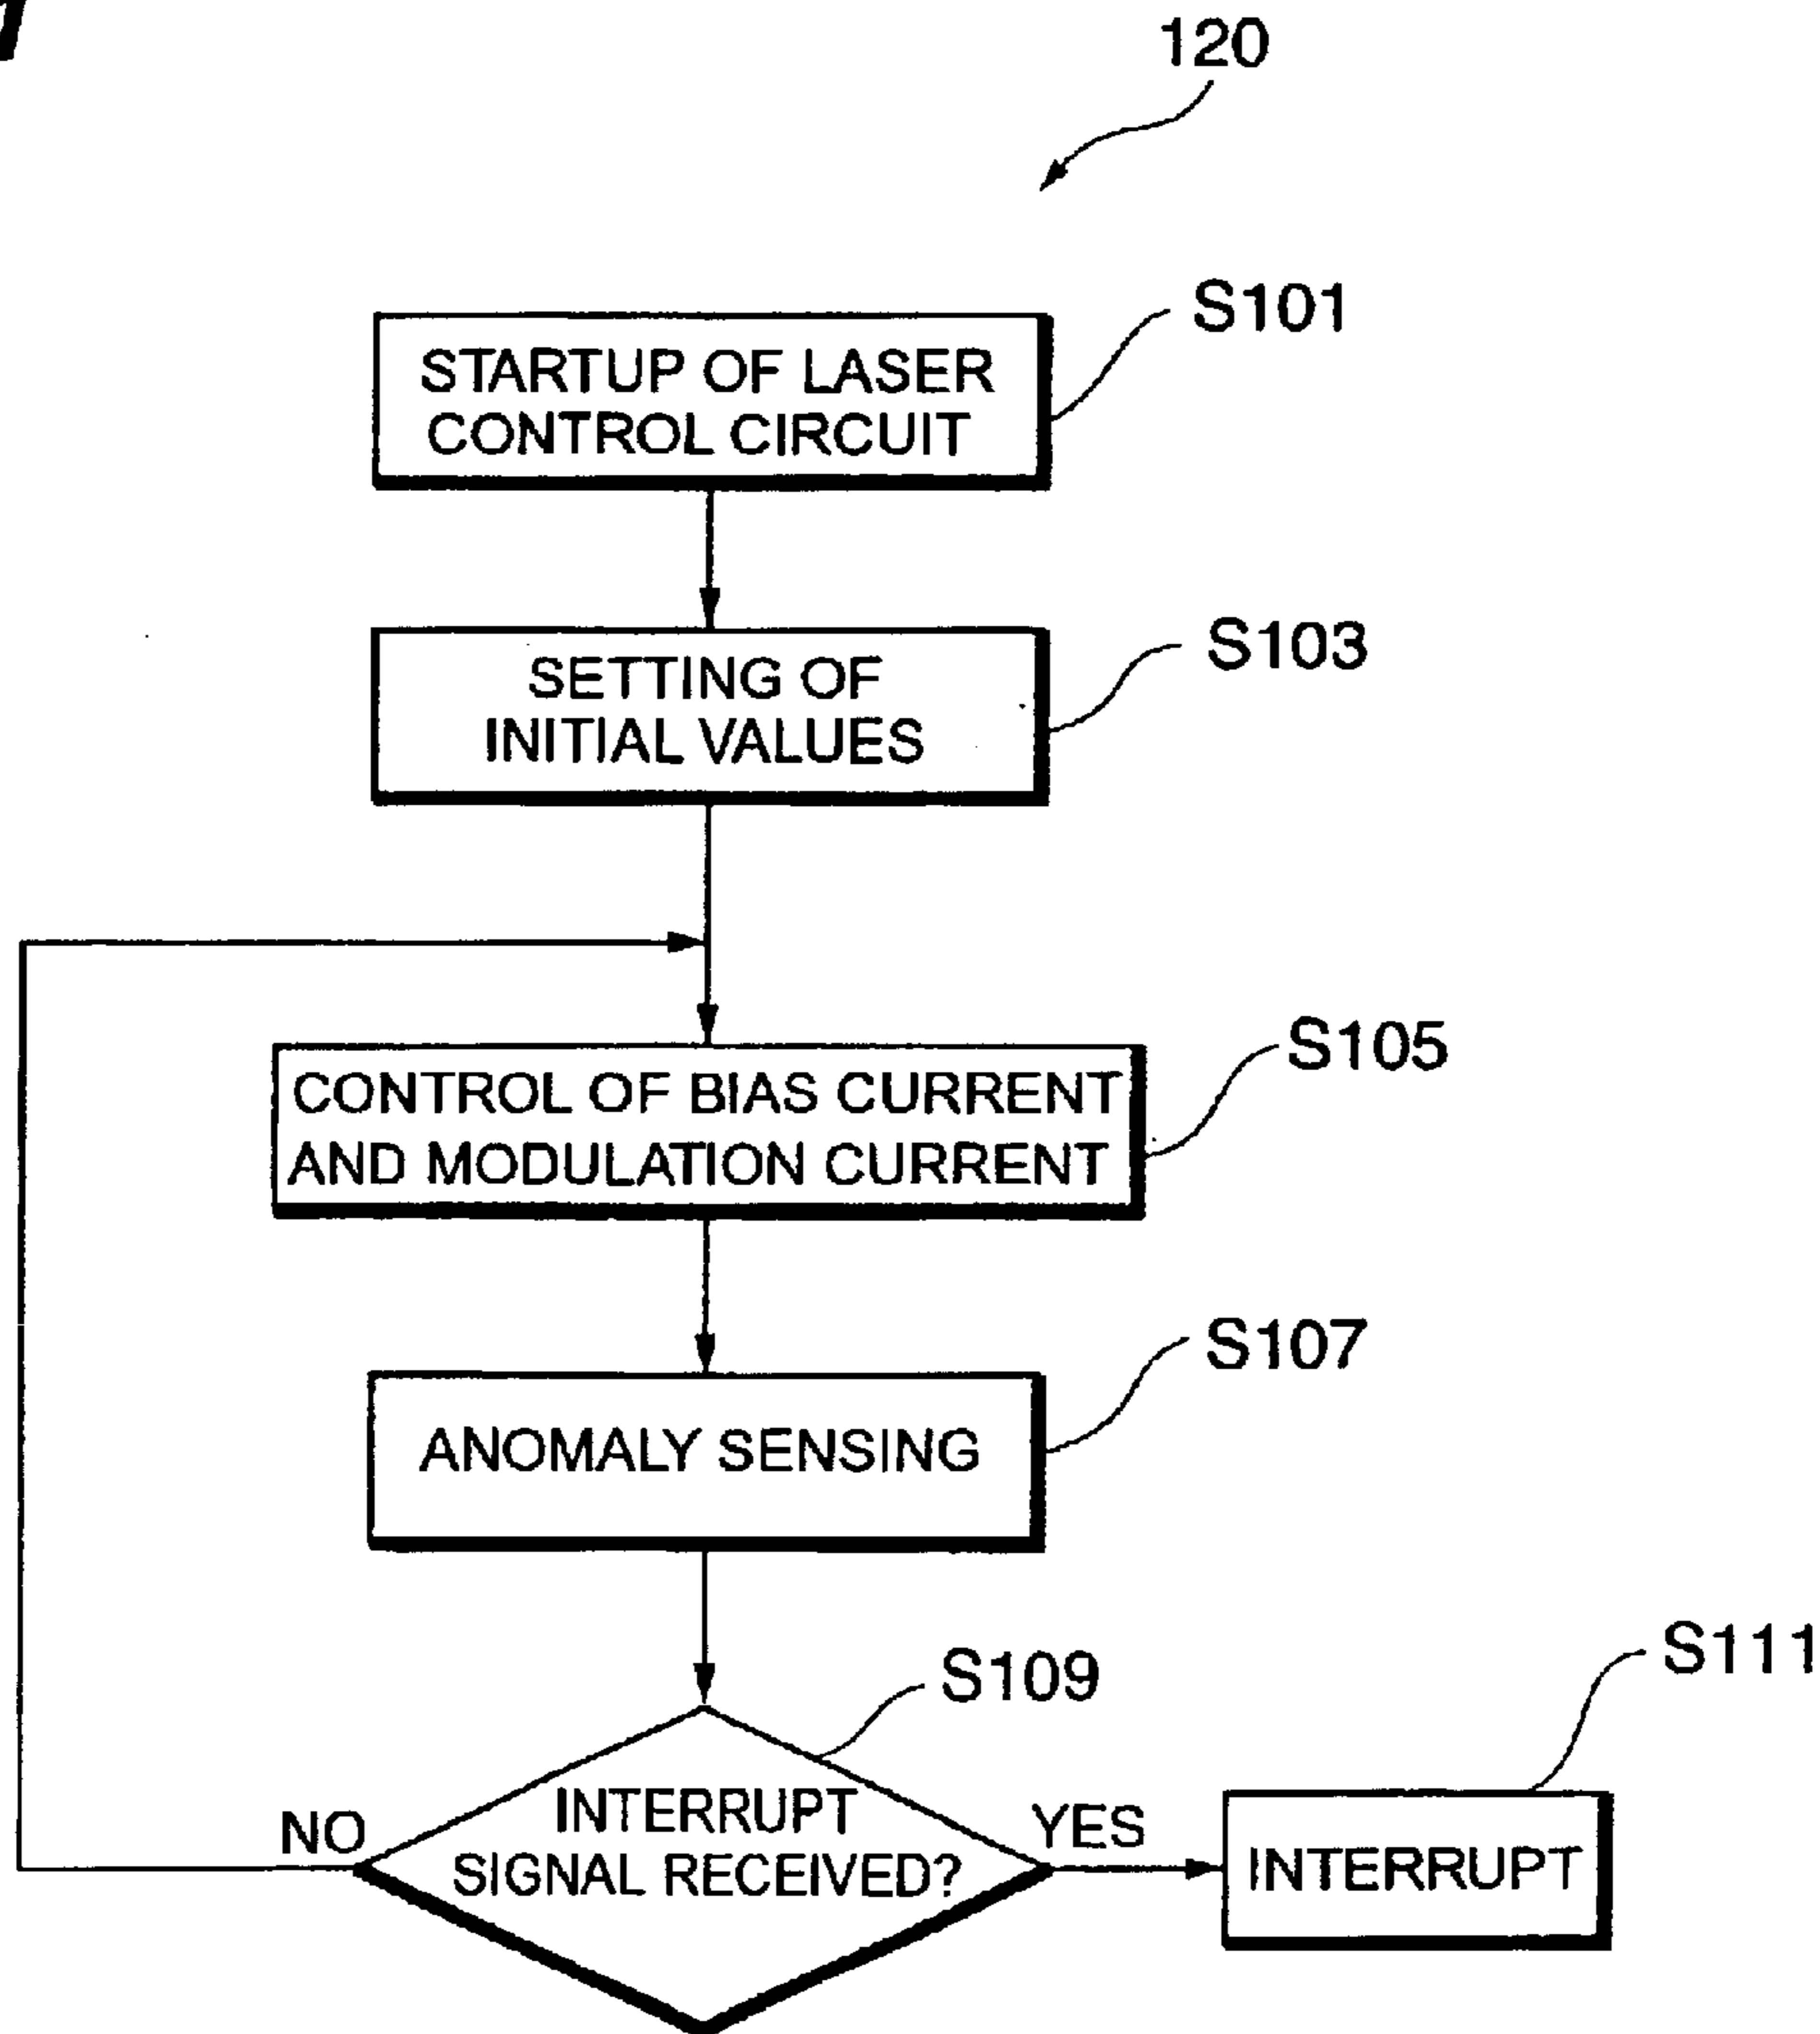 120
S101
STARTUP OF LASER
CONTROL CIRCUIT
S103
SETTING OF
INITIAL VALUES
S105
CONTROL OF BIAS CURRENT
AND MODULATION CURRENT
S107
ANOMALY SENSING
S109
S111
INTERRUPT
SIGNAL RECEIVED?
NO
YES
INTERRUPT